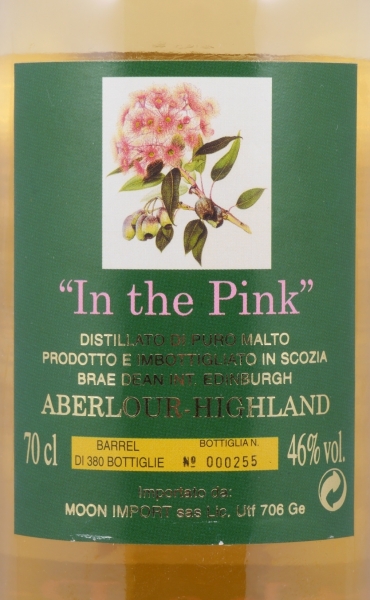 “In the Pink”
DISTILLATO DI PURO MALTO
PRODOTTO E IMBOTTIGLIATO IN SCOZIA
BRAE DEAN INT. EDINBURGH
ABERLOUR-HIGHLAND
70 cl
BARREL
DI 380 BOTTIGLIE
BOTTIGLIA N.
Nº 000255
46% vol.
Importato da:
MOON IMPORT sas Lic. Utf 706 Ge